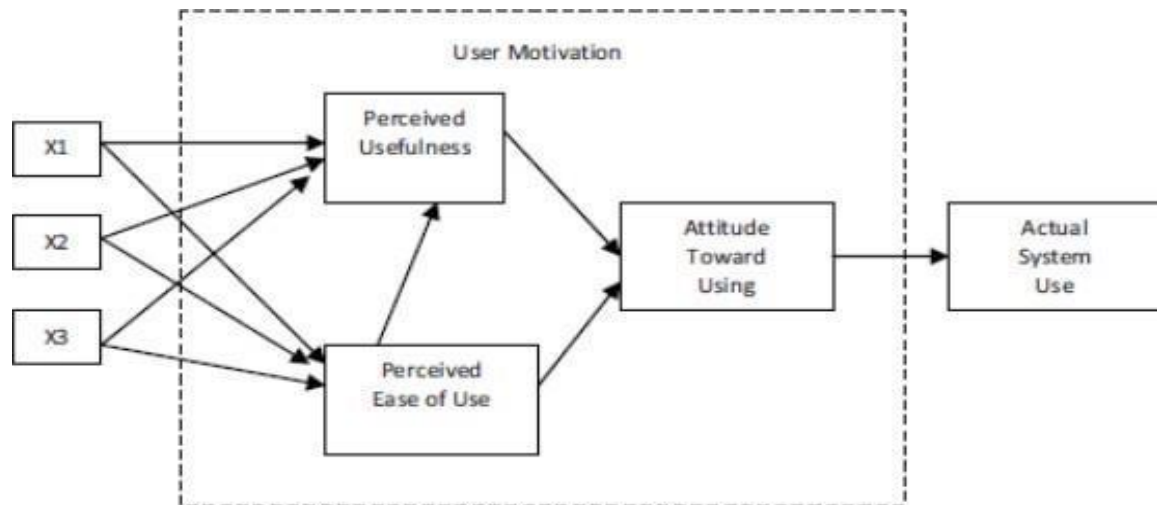 User Motivation
X1
X2
X3
Perceived
Usefulness
Perceived
Ease of Use
Attitude
Toward
Using
Actual
System
Use